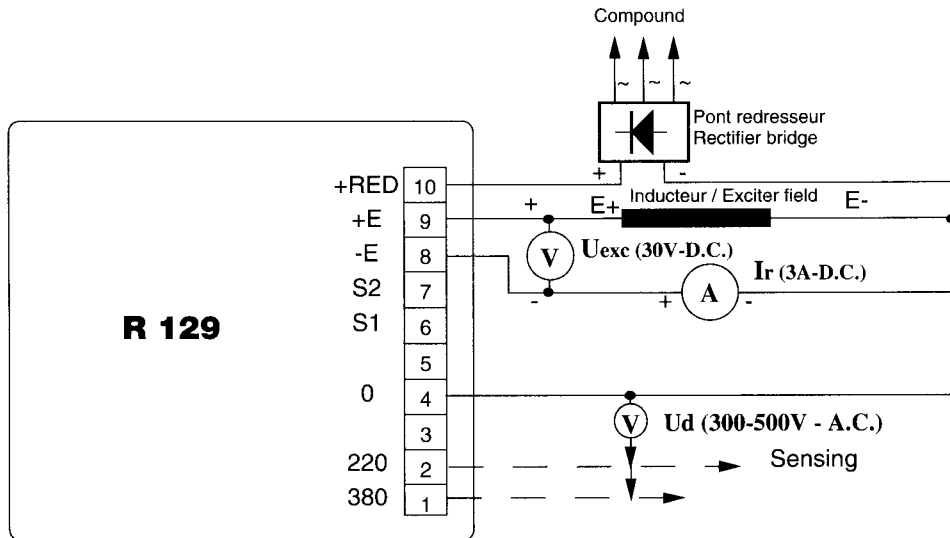 Compound
~ ~ ~
Pont redresseur
Rectifier bridge
+ -
+RED 10
Inducteur / Exciter field
+E 9 + E+ E-
V Uexc (30V-D.C.)
-E 8
Ir (3A-D.C.)
S2 7 - + A -
R 129
S1 6
5
0 4
V Ud (300-500V - A.C.)
3
220 2 Sensing
380 1